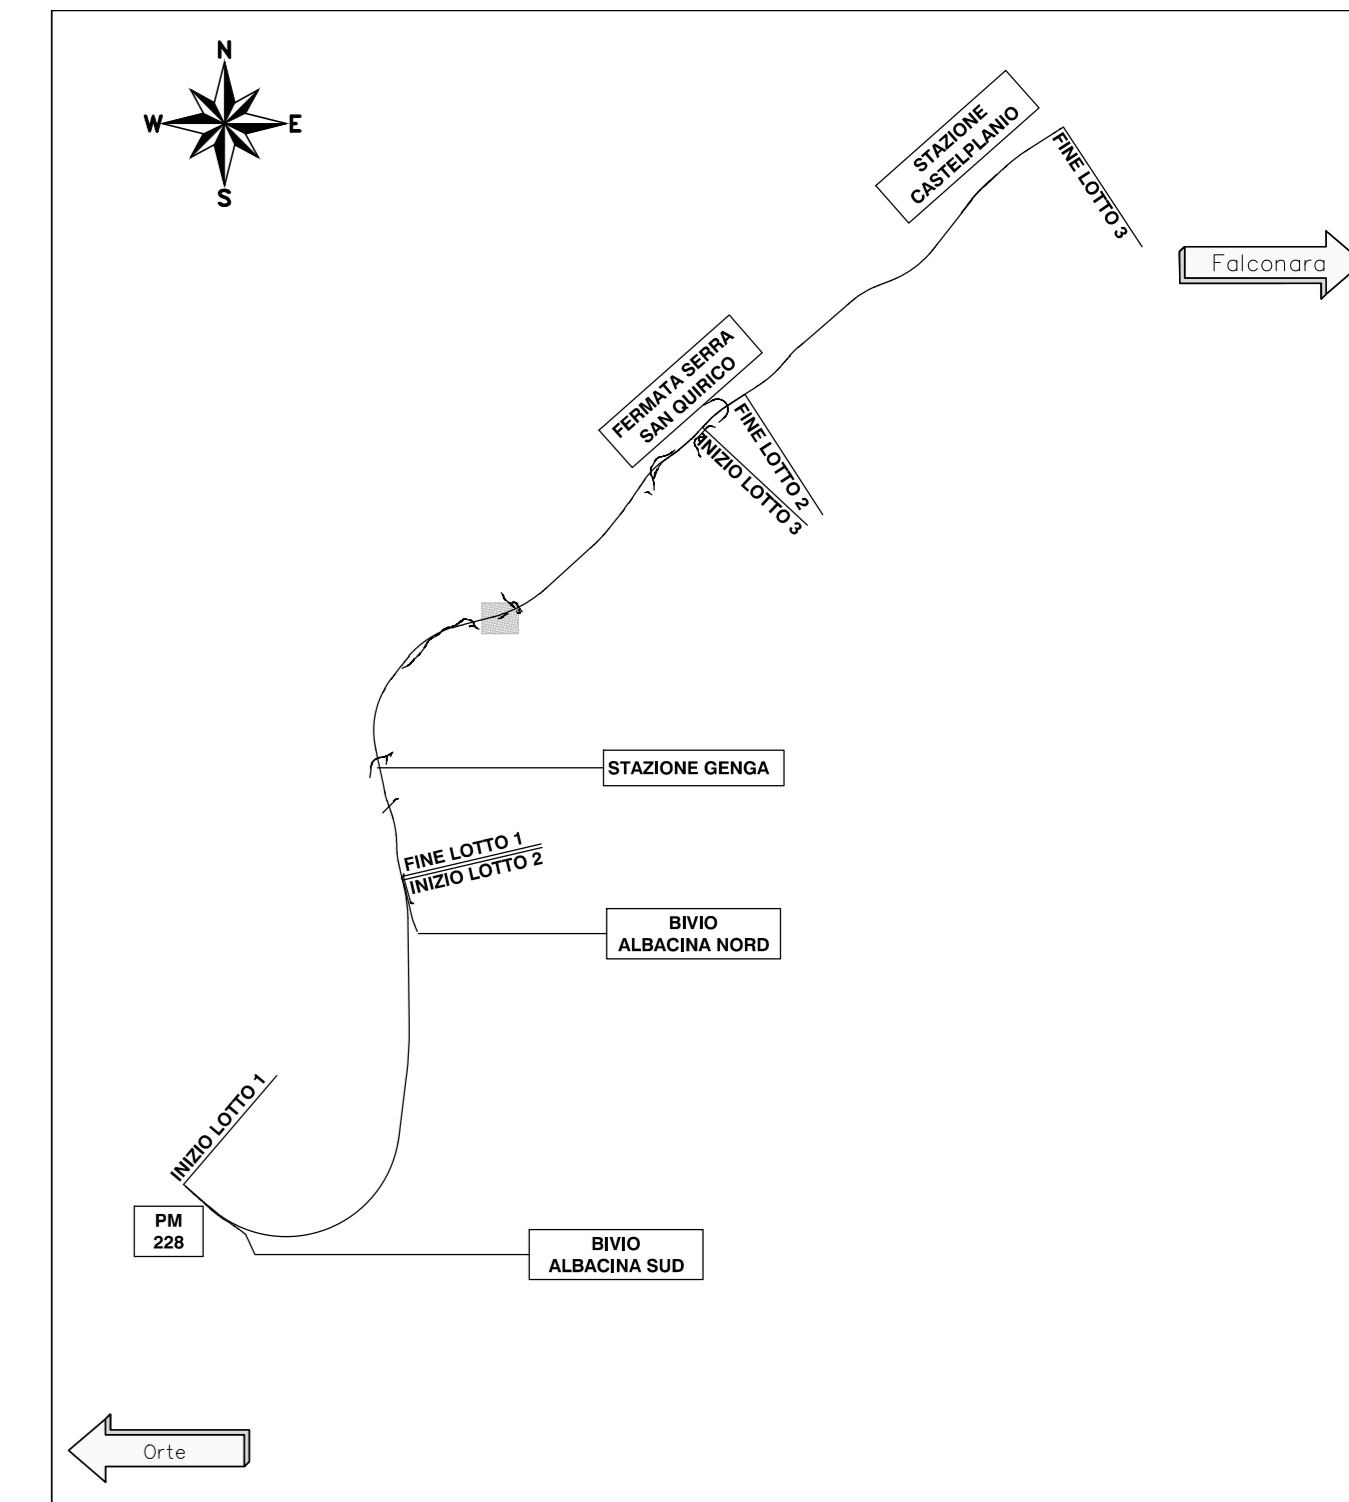 N
W
E
S
STAZIONE
CASTELPLANIO
FINE LOTTO 3
Falconara
FERMATA SERRA
SAN QUIRICO
FINE LOTTO 2
INIZIO LOTTO 3
STAZIONE GENGA
FINE LOTTO 1
INIZIO LOTTO 2
BIVIO
ALBACINA NORD
INIZIO LOTTO 1
PM
228
BIVIO
ALBACINA SUD
Orte